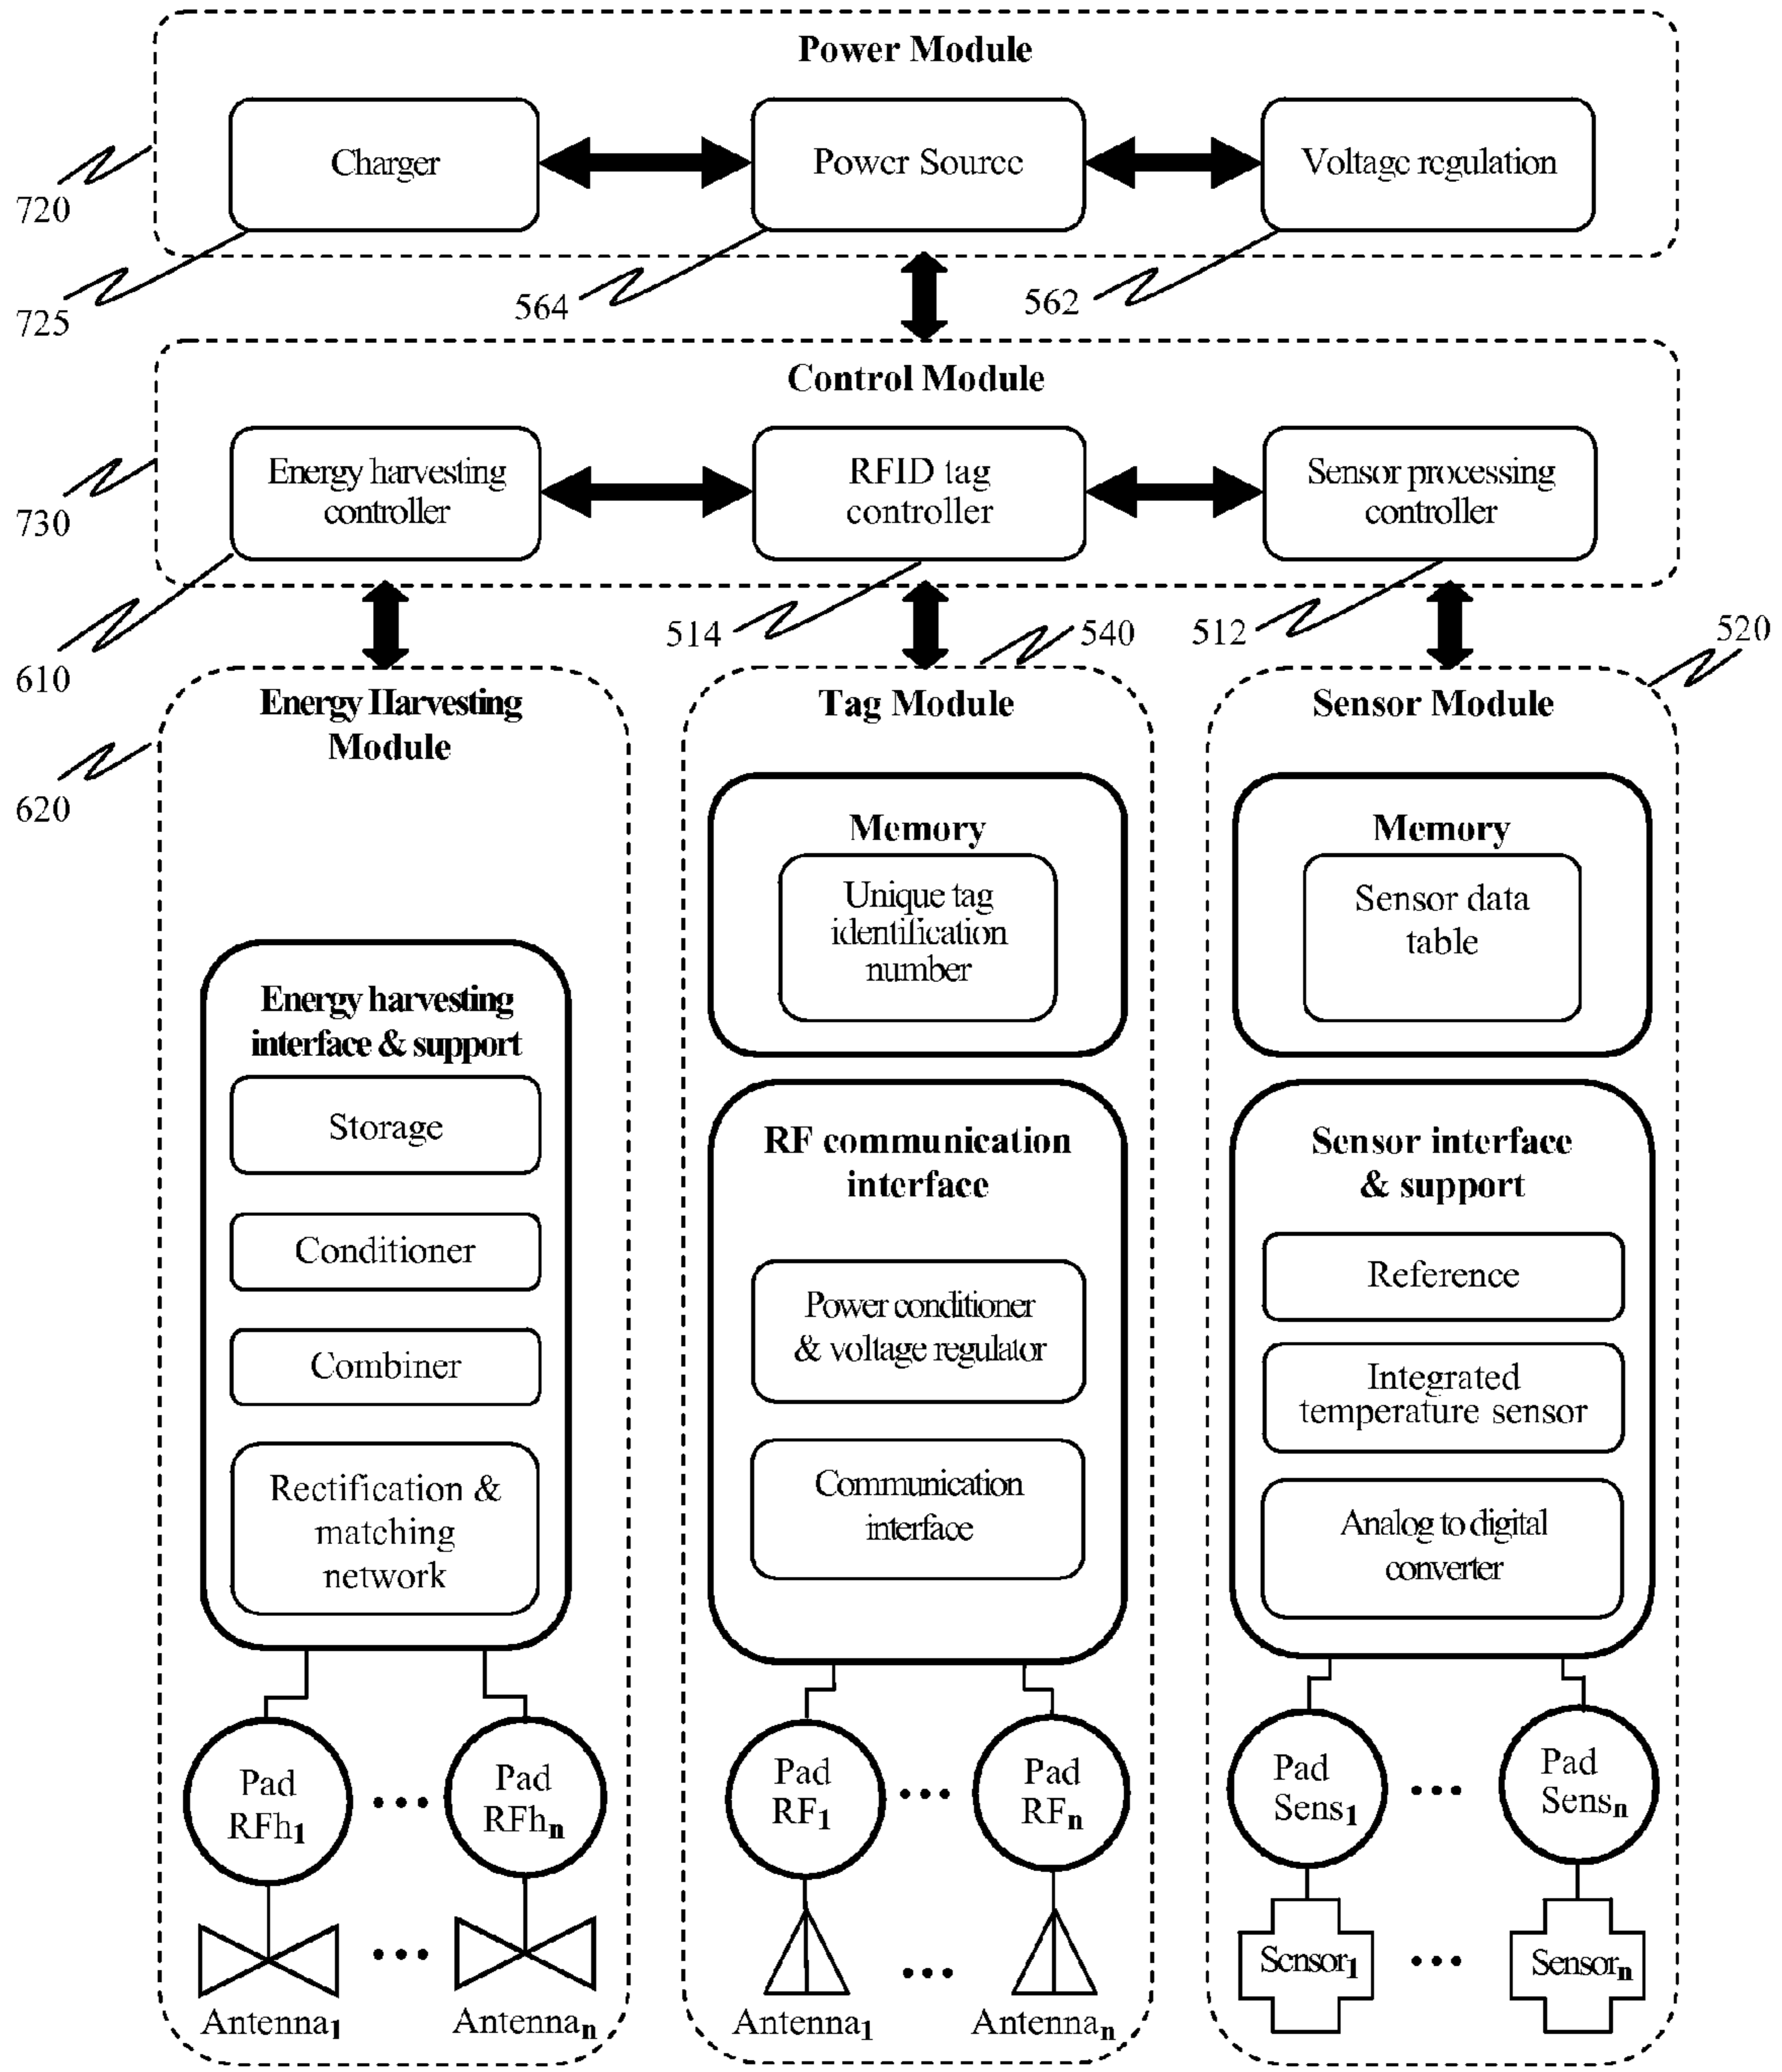 Power Module
Charger
Power Source
Voltage regulation
720
725
564
562
Control Module
Energy harvesting
controller
RFID tag
controller
Sensor processing
controller
730
610
514
540
512
520
Energy Harvesting
Module
620
Energy harvesting
interface & support
Storage
Conditioner
Combiner
Rectification &
matching
network
Pad
RFh1
...
Pad
RFhn
Antenna1
...
Antennan
Tag Module
Memory
Unique tag
identification
number
RF communication
interface
Power conditioner
& voltage regulator
Communication
interface
Pad
RF1
...
Pad
RFn
Antenna1
...
Antennan
Sensor Module
Memory
Sensor data
table
Sensor interface
& support
Reference
Integrated
temperature sensor
Analog to digital
converter
Pad
Sens1
...
Pad
Sensn
Sensor1
...
Sensorn